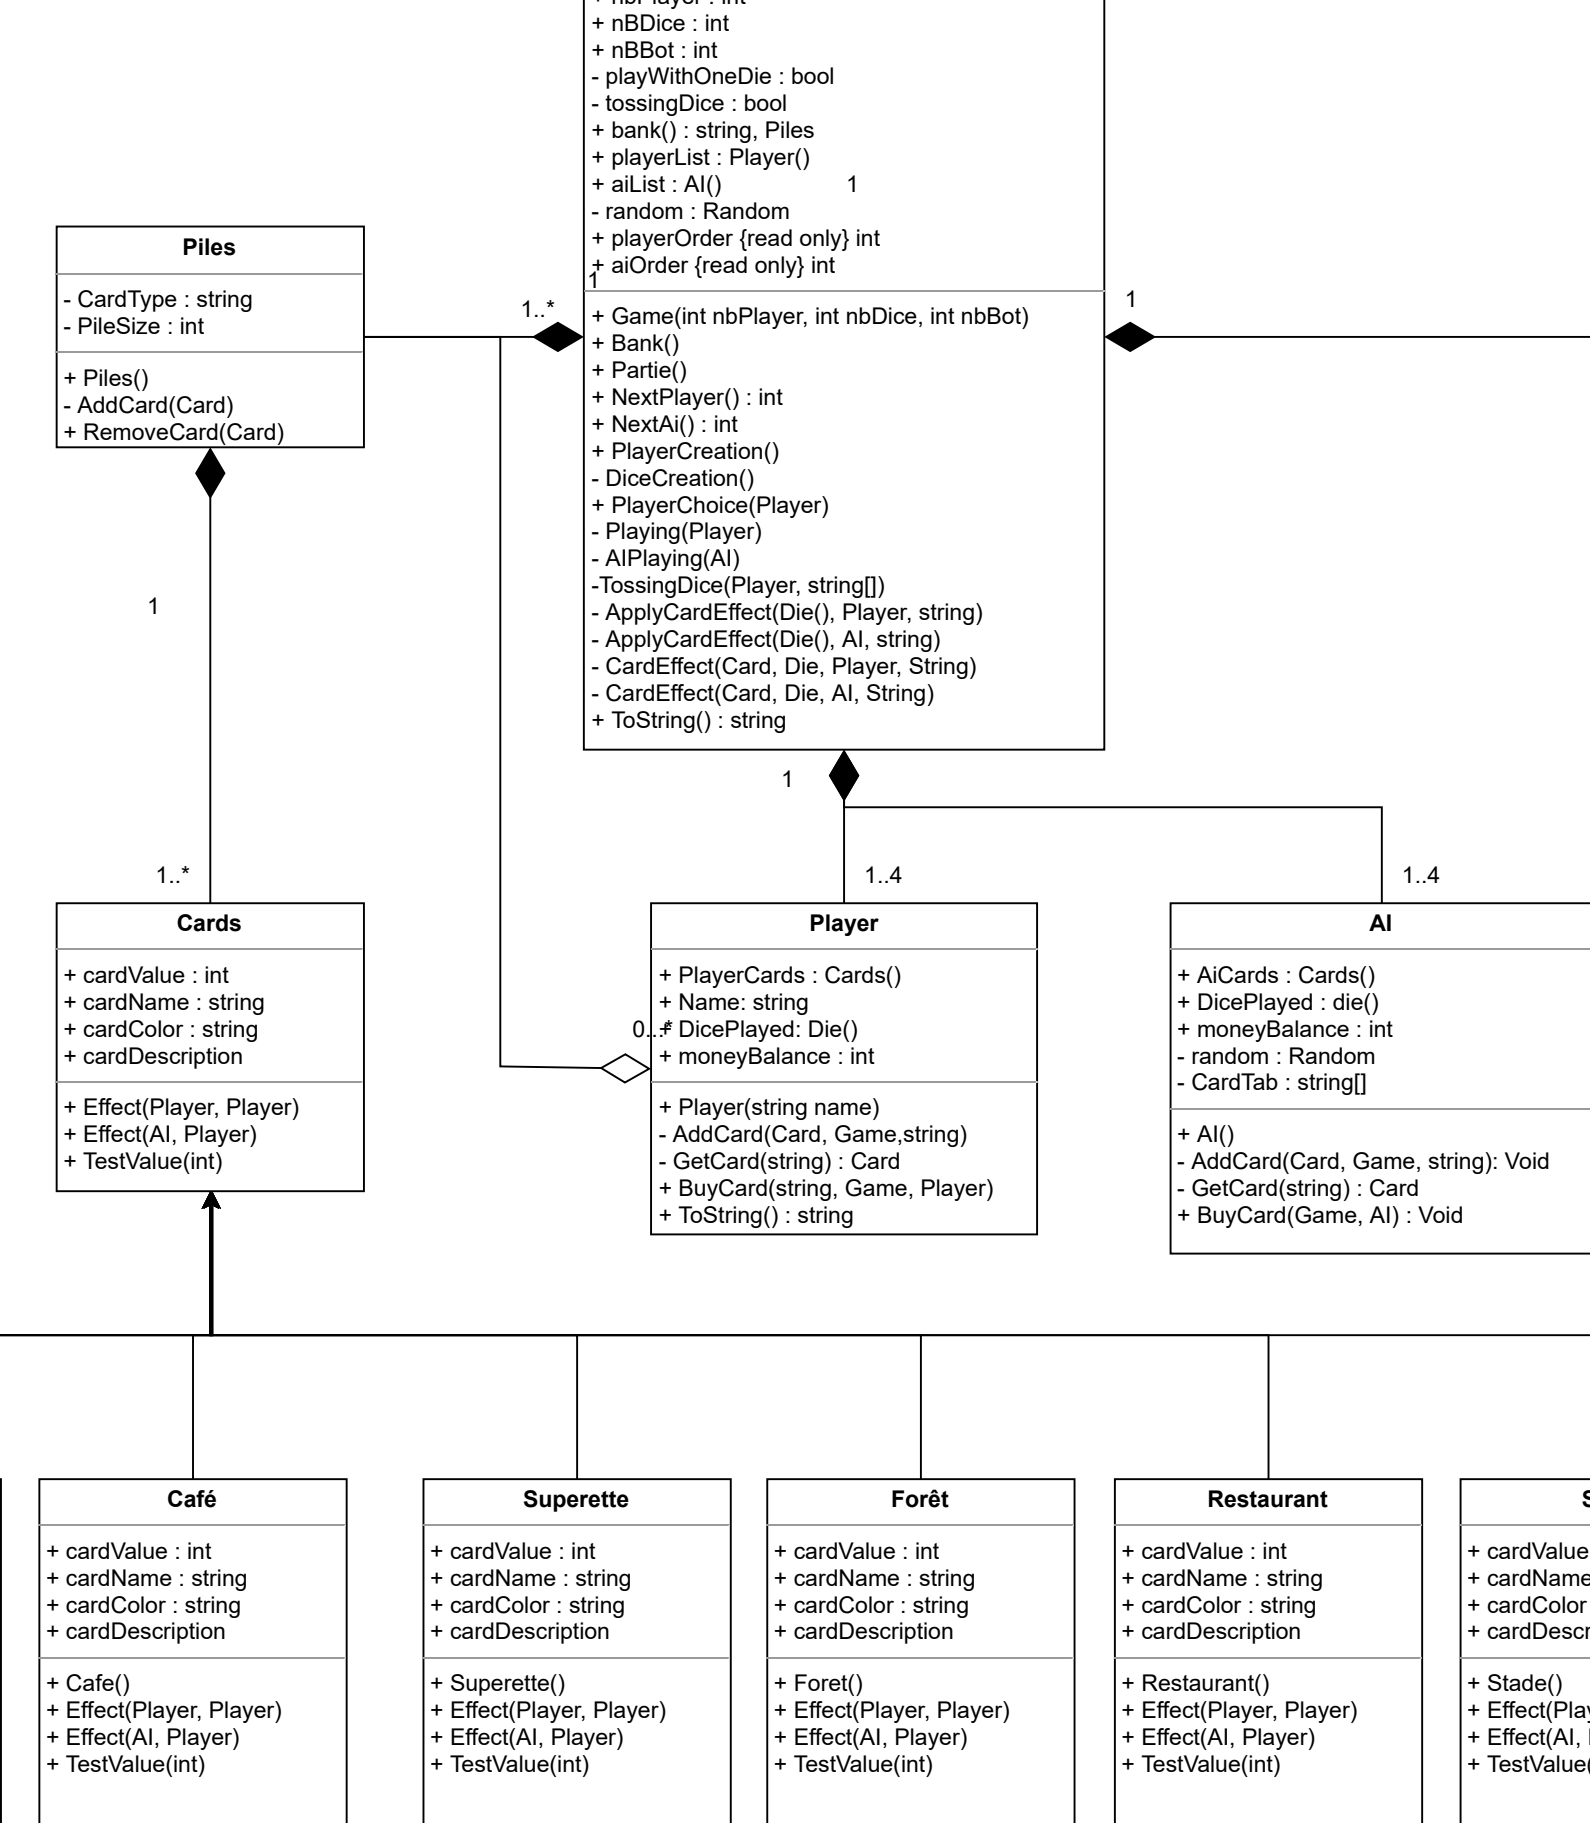 + nbPlayer : int
+ nBDice : int
+ nBBot : int
- playWithOneDie : bool
- tossingDice : bool
+ bank() : string, Piles
+ playerList : Player()
+ aiList : AI()
1
- random : Random
+ playerOrder {read only} int
+ aiOrder {read only} int
1
+ Game(int nbPlayer, int nbDice, int nbBot)
+ Bank()
+ Partie()
+ NextPlayer() : int
+ NextAi() : int
+ PlayerCreation()
- DiceCreation()
+ PlayerChoice(Player)
- Playing(Player)
- AIPlaying(AI)
-TossingDice(Player, string[])
- ApplyCardEffect(Die(), Player, string)
- ApplyCardEffect(Die(), AI, string)
- CardEffect(Card, Die, Player, String)
- CardEffect(Card, Die, AI, String)
+ ToString() : string
Piles
- CardType : string
- PileSize : int
+ Piles()
- AddCard(Card)
+ RemoveCard(Card)
1..*
1
1
1
1..*
1..4
1..4
Cards
+ cardValue : int
+ cardName : string
+ cardColor : string
+ cardDescription
+ Effect(Player, Player)
+ Effect(AI, Player)
+ TestValue(int)
Player
+ PlayerCards : Cards()
+ Name: string
0..*
+ DicePlayed: Die()
+ moneyBalance : int
+ Player(string name)
- AddCard(Card, Game,string)
- GetCard(string) : Card
+ BuyCard(string, Game, Player)
+ ToString() : string
AI
+ AiCards : Cards()
+ DicePlayed : die()
+ moneyBalance : int
- random : Random
- CardTab : string[]
+ AI()
- AddCard(Card, Game, string): Void
- GetCard(string) : Card
+ BuyCard(Game, AI) : Void
Café
+ cardValue : int
+ cardName : string
+ cardColor : string
+ cardDescription
+ Cafe()
+ Effect(Player, Player)
+ Effect(AI, Player)
+ TestValue(int)
Superette
+ cardValue : int
+ cardName : string
+ cardColor : string
+ cardDescription
+ Superette()
+ Effect(Player, Player)
+ Effect(AI, Player)
+ TestValue(int)
Forêt
+ cardValue : int
+ cardName : string
+ cardColor : string
+ cardDescription
+ Foret()
+ Effect(Player, Player)
+ Effect(AI, Player)
+ TestValue(int)
Restaurant
+ cardValue : int
+ cardName : string
+ cardColor : string
+ cardDescription
+ Restaurant()
+ Effect(Player, Player)
+ Effect(AI, Player)
+ TestValue(int)
S
+ cardValue
+ cardName
+ cardColor
+ cardDescr
+ Stade()
+ Effect(Play
+ Effect(AI,
+ TestValue(